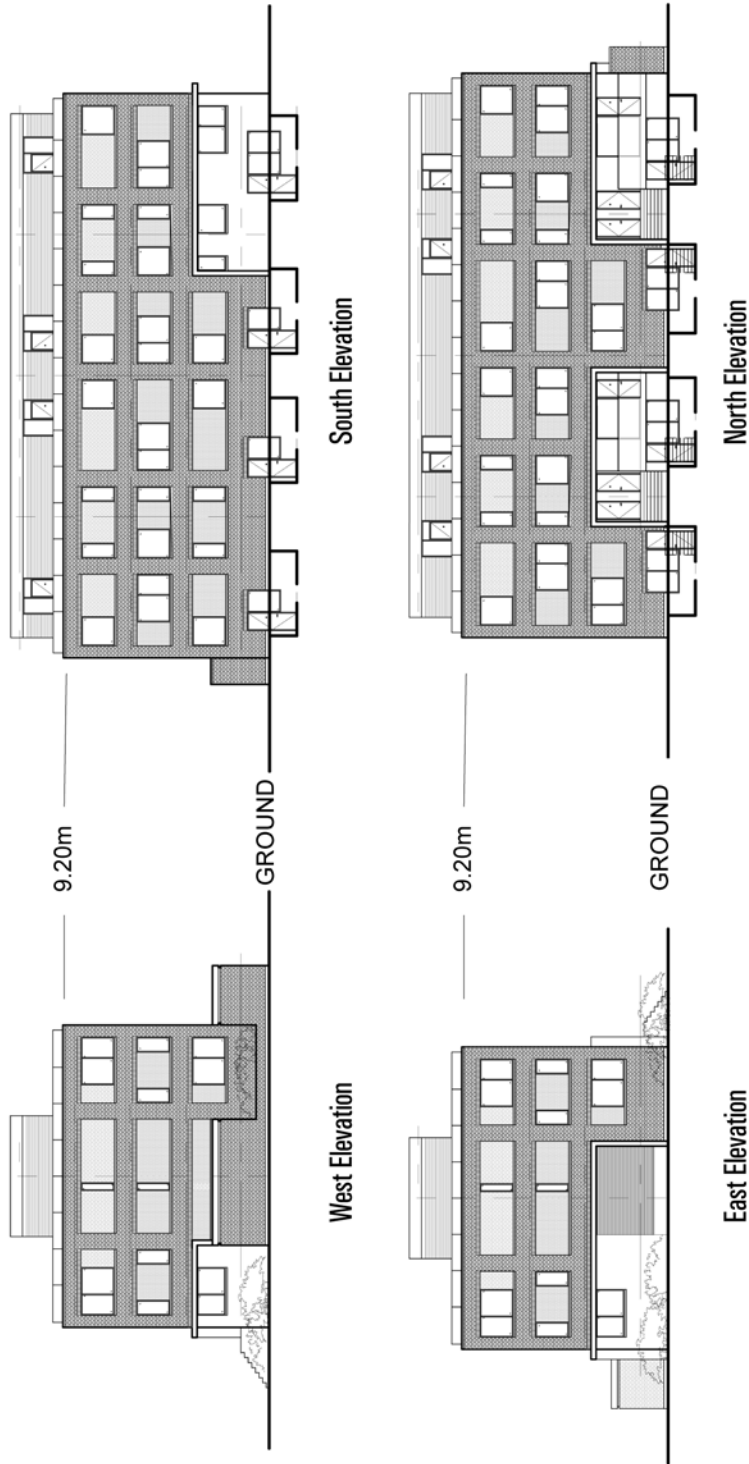 9.20m
GROUND
West Elevation
South Elevation
9.20m
GROUND
East Elevation
North Elevation